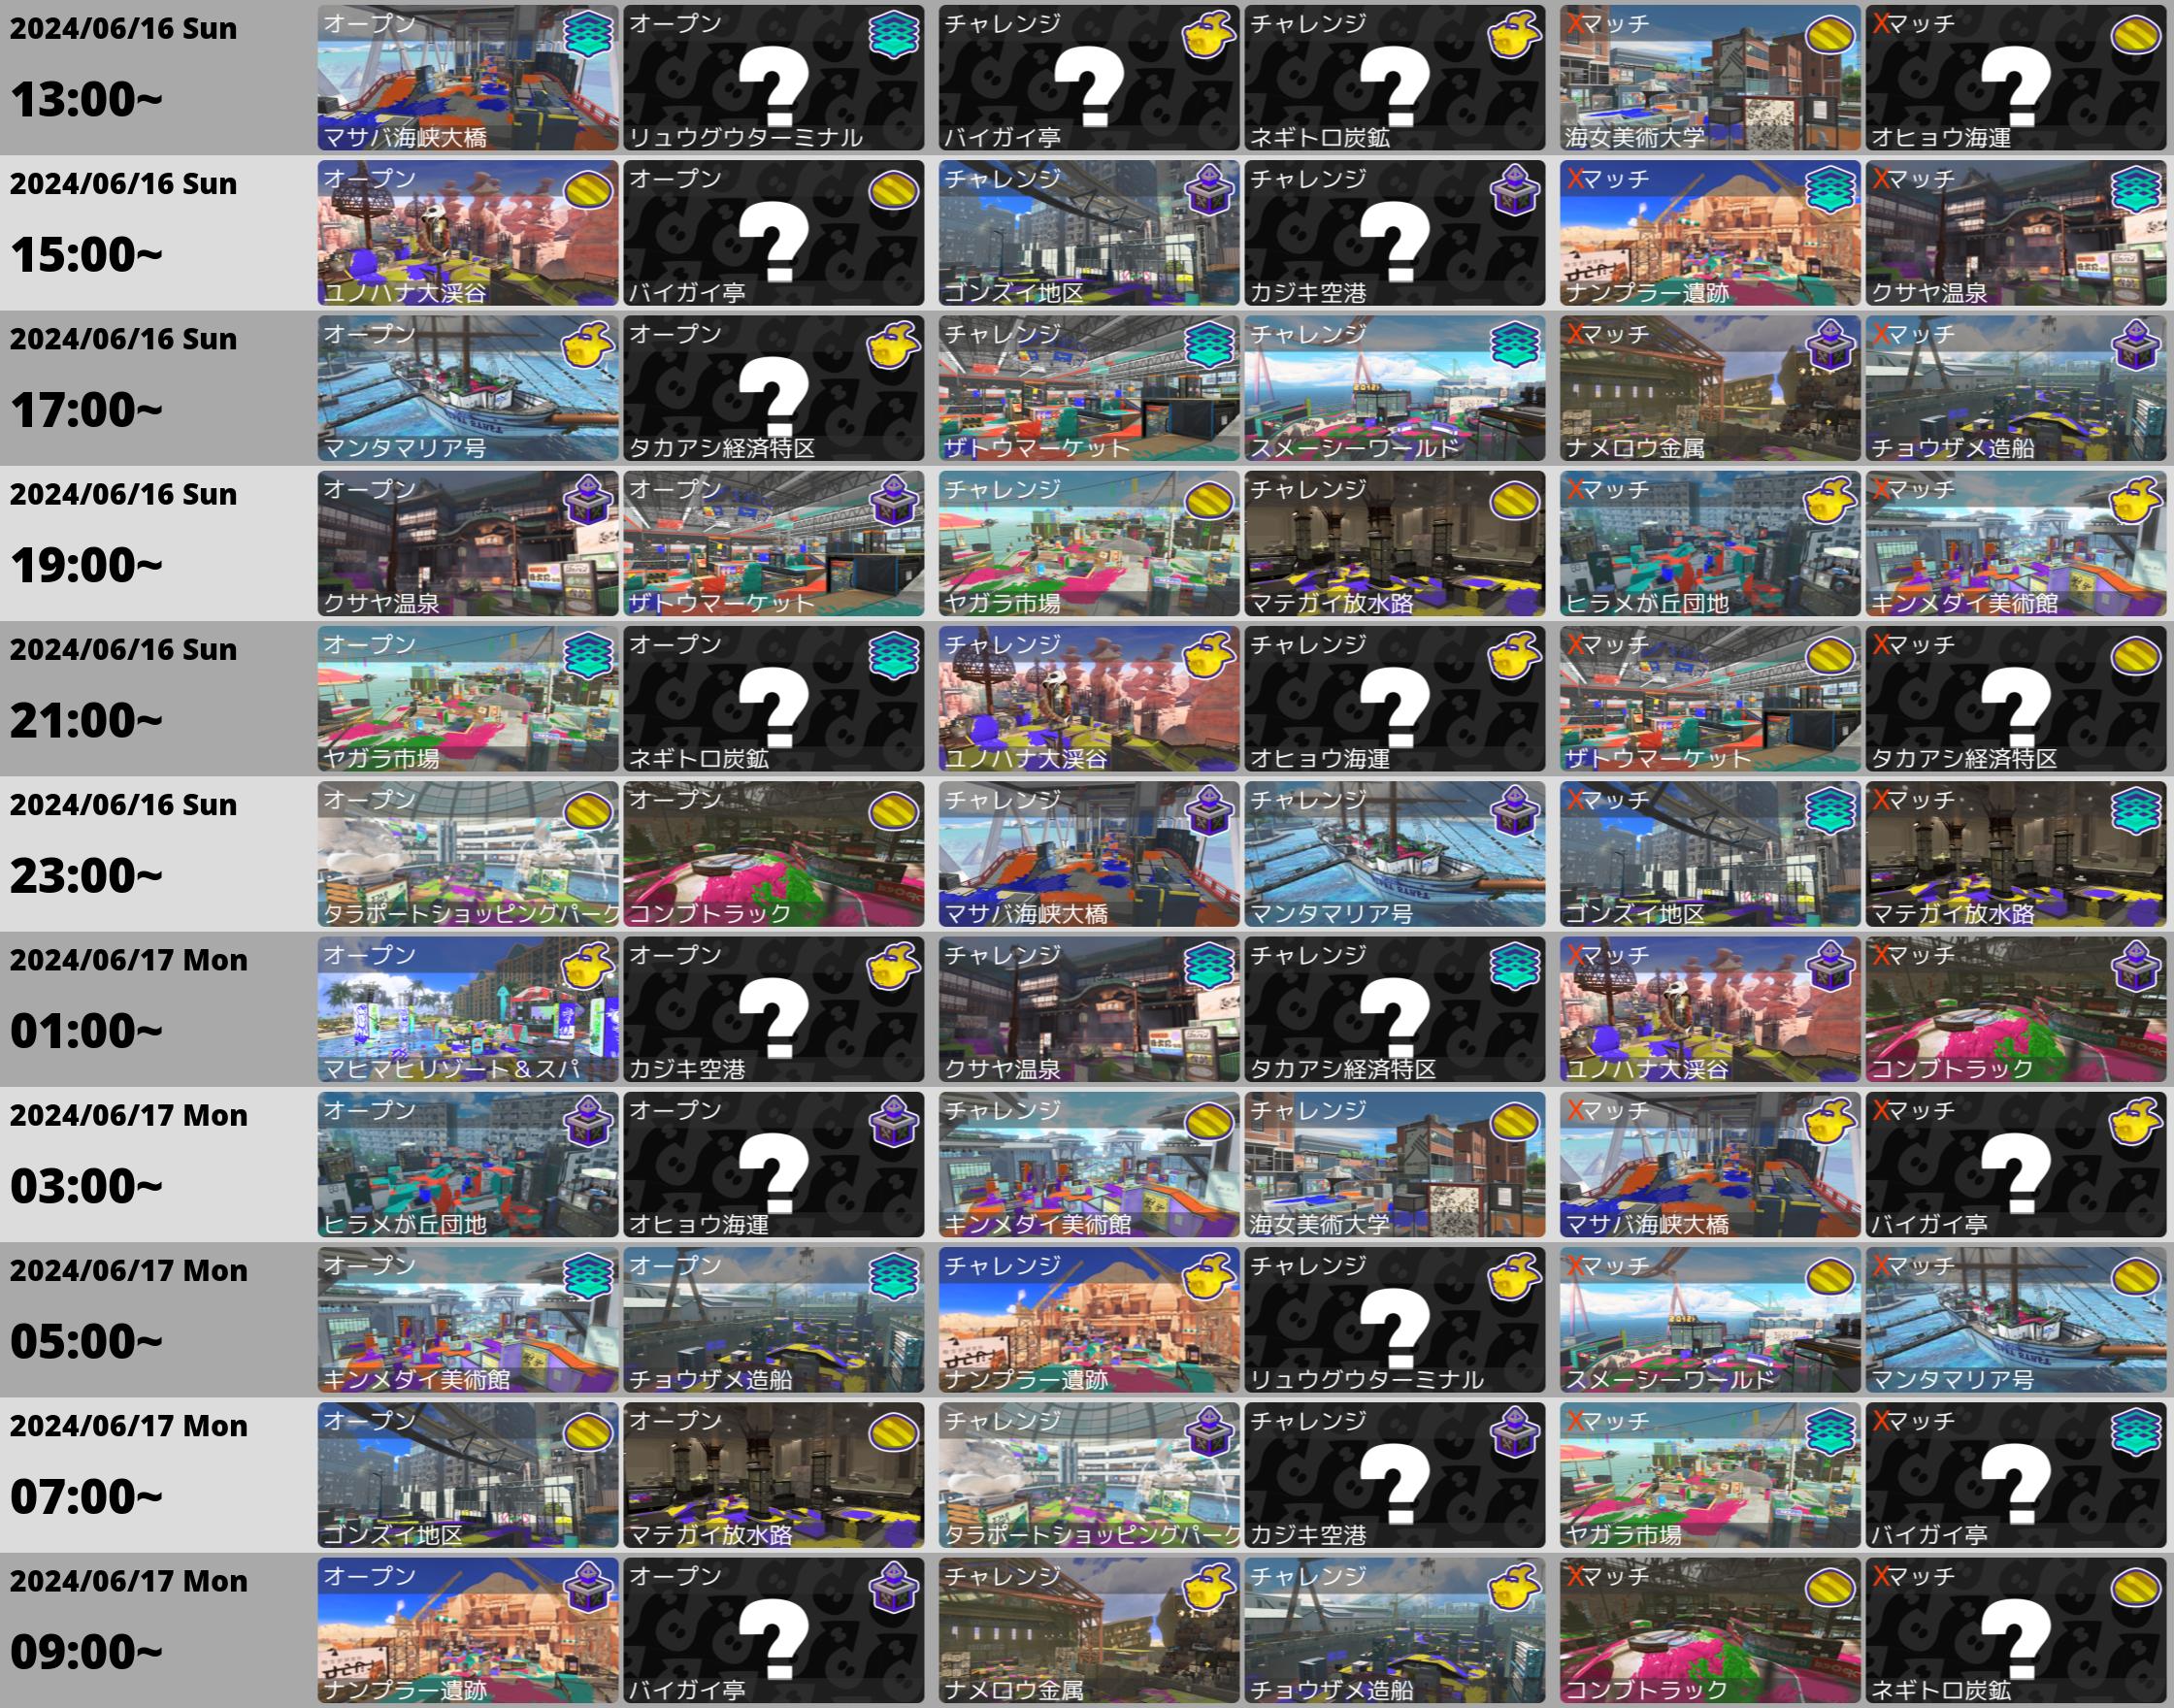 2024/06/16 Sun
13:00~
オープン
マサバ海峡大橋
オープン
リュウグウターミナル
チャレンジ
バイガイ亭
チャレンジ
ネギトロ炭鉱
Xマッチ
海女美術大学
Xマッチ
オヒョウ海運
2024/06/16 Sun
15:00~
オープン
ユノハナ大渓谷
オープン
バイガイ亭
チャレンジ
ゴンズイ地区
チャレンジ
カジキ空港
Xマッチ
ナンプラー遺跡
Xマッチ
クサヤ温泉
2024/06/16 Sun
17:00~
オープン
マンタマリア号
オープン
タカアシ経済特区
チャレンジ
ザトウマーケット
チャレンジ
スメーシーワールド
Xマッチ
ナメロウ金属
Xマッチ
チョウザメ造船
2024/06/16 Sun
19:00~
オープン
クサヤ温泉
オープン
ザトウマーケット
チャレンジ
ヤガラ市場
チャレンジ
マテガイ放水路
Xマッチ
ヒラメが丘団地
Xマッチ
キンメダイ美術館
2024/06/16 Sun
21:00~
オープン
ヤガラ市場
オープン
ネギトロ炭鉱
チャレンジ
ユノハナ大渓谷
チャレンジ
オヒョウ海運
Xマッチ
ザトウマーケット
Xマッチ
タカアシ経済特区
2024/06/16 Sun
23:00~
オープン
タラポートショッピングパーク
オープン
コンブトラック
チャレンジ
マサバ海峡大橋
チャレンジ
マンタマリア号
Xマッチ
ゴンズイ地区
Xマッチ
マテガイ放水路
2024/06/17 Mon
01:00~
オープン
マヒマヒリゾート＆スパ
オープン
カジキ空港
チャレンジ
クサヤ温泉
チャレンジ
タカアシ経済特区
Xマッチ
ユノハナ大渓谷
Xマッチ
コンブトラック
2024/06/17 Mon
03:00~
オープン
ヒラメが丘団地
オープン
オヒョウ海運
チャレンジ
キンメダイ美術館
チャレンジ
海女美術大学
Xマッチ
マサバ海峡大橋
Xマッチ
バイガイ亭
2024/06/17 Mon
05:00~
オープン
キンメダイ美術館
オープン
チョウザメ造船
チャレンジ
ナンプラー遺跡
チャレンジ
リュウグウターミナル
Xマッチ
スメーシーワールド
Xマッチ
マンタマリア号
2024/06/17 Mon
07:00~
オープン
ゴンズイ地区
オープン
マテガイ放水路
チャレンジ
タラポートショッピングパーク
チャレンジ
カジキ空港
Xマッチ
ヤガラ市場
Xマッチ
バイガイ亭
2024/06/17 Mon
09:00~
オープン
ナンプラー遺跡
オープン
バイガイ亭
チャレンジ
ナメロウ金属
チャレンジ
チョウザメ造船
Xマッチ
コンブトラック
Xマッチ
ネギトロ炭鉱